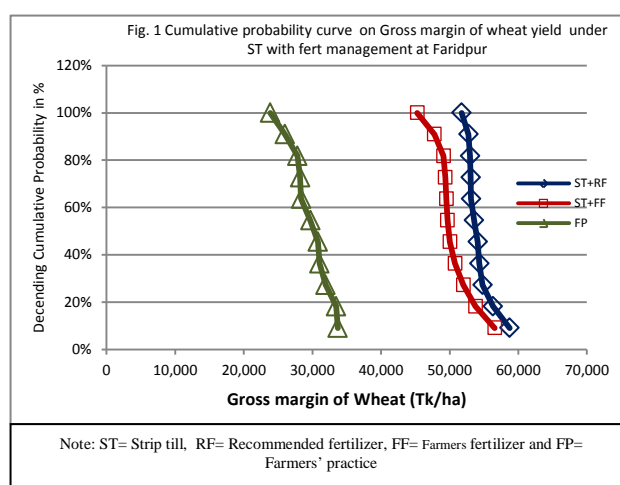 Fig. 1 Cumulative probability curve on Gross margin of wheat yield under
ST with fert management at Faridpur
Decending Cumulative Probability in %
120%
100%
80%
60%
40%
20%
0%
0
10,000
20,000
30,000
40,000
50,000
60,000
70,000
ST+RF
ST+FF
FP
Gross margin of Wheat (Tk/ha)
Note: ST= Strip till, RF= Recommended fertilizer, FF= Farmers fertilizer and FP=
Farmers' practice